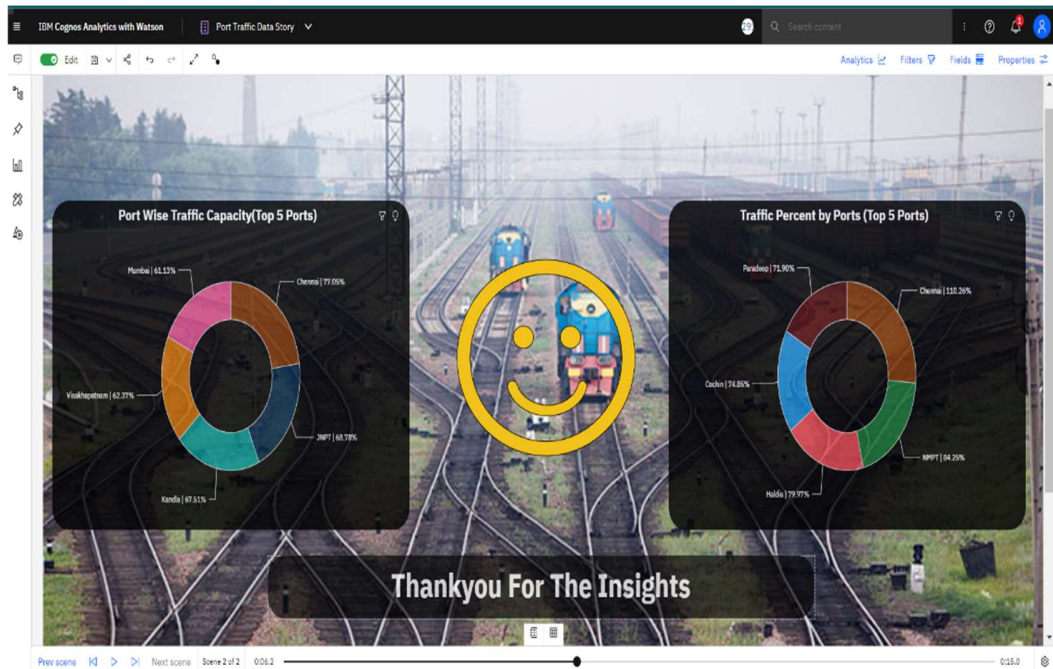 IBM Cognos Analytics with Watson
Port Traffic Data Story
Search content
1
Edit
Analytics
Filters
Fields
Properties
Port Wise Traffic Capacity(Top 5 Ports)
Mumbai | 61.13%
Chennai | 77.05%
Visakhapatnam | 62.37%
JNPT | 68.78%
Kandla | 67.51%
Traffic Percent by Ports (Top 5 Ports)
Paradeep | 71.90%
Chennai | 110.26%
Cochin | 74.85%
NMPT | 84.25%
Haldia | 79.97%
Thankyou For The Insights
Prev scene
Next scene
Scene 2 of 2
0:06.2
0:15.0